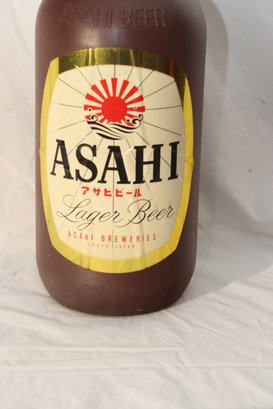 ASAHI BEER
ASAHI
アサヒビール
Lager Beer
ASAHI BREWERIES
TOKYO JAPAN